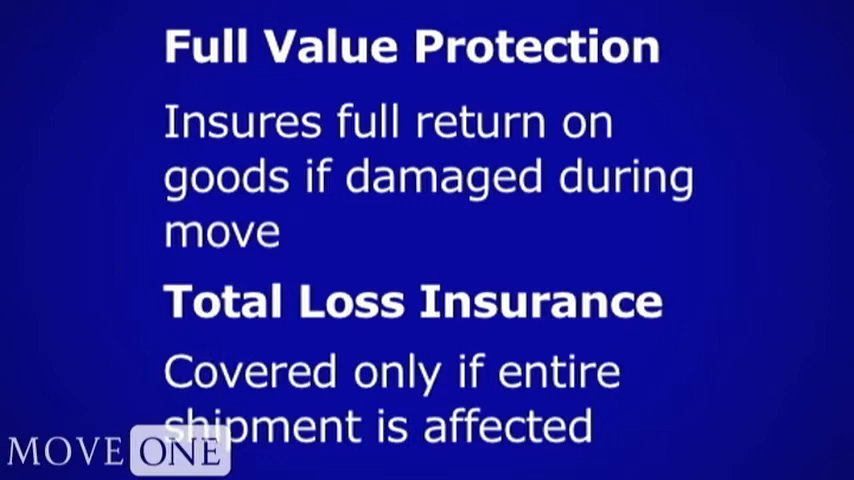 Full Value Protection
Insures full return on
goods if damaged during
move
Total Loss Insurance
Covered only if entire
shipment is affected
MOVE ONE